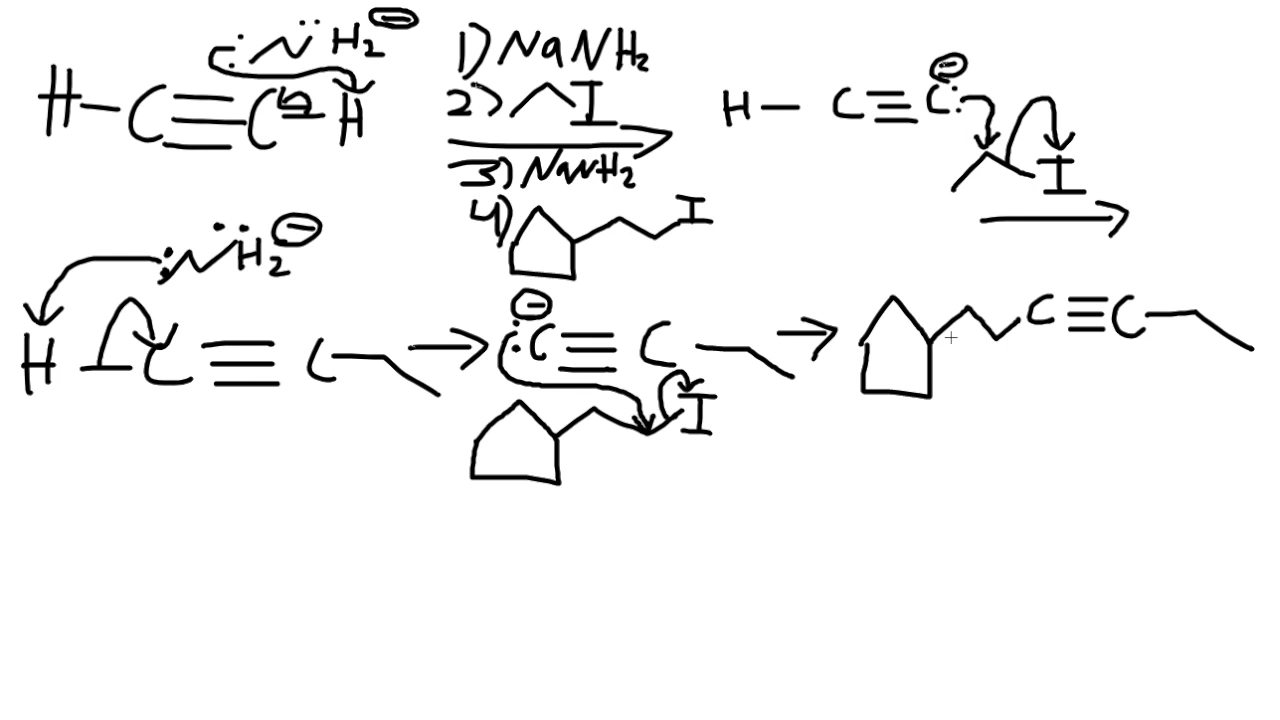 :NH₂⊖
H-C≡C-H
1) NaNH₂
2) I
3) NaNH₂
4) I
H-C≡C:⊖
I
:NH₂⊖
H-C≡C
⊖:C≡C
I
C≡C